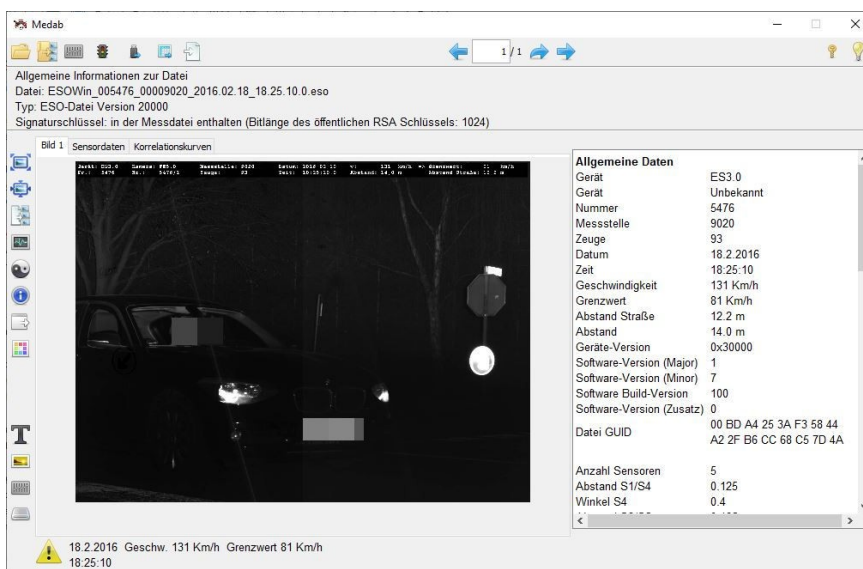 Medab
1 / 1
Allgemeine Informationen zur Datei
Datei: ESOWin_005476_00009020_2016.02.18_18.25.10.0.eso
Typ: ESO-Datei Version 20000
Signaturschlüssel: in der Messdatei enthalten (Bitlänge des öffentlichen RSA Schlüssels: 1024)
Bild 1 Sensordaten Korrelationskurven
Allgemeine Daten
Gerät ES3.0
Gerät Unbekannt
Nummer 5476
Messstelle 9020
Zeuge 93
Datum 18.2.2016
Zeit 18:25:10
Geschwindigkeit 131 Km/h
Grenzwert 81 Km/h
Abstand Straße 12.2 m
Abstand 14.0 m
Geräte-Version 0x30000
Software-Version (Major) 1
Software-Version (Minor) 7
Software Build-Version 100
Software-Version (Zusatz) 0
Datei GUID 00 BD A4 25 3A F3 58 44
A2 2F B6 CC 68 C5 7D 4A
Anzahl Sensoren 5
Abstand S1/S4 0.125
Winkel S4 0.4
18.2.2016 Geschw. 131 Km/h Grenzwert 81 Km/h
18:25:10